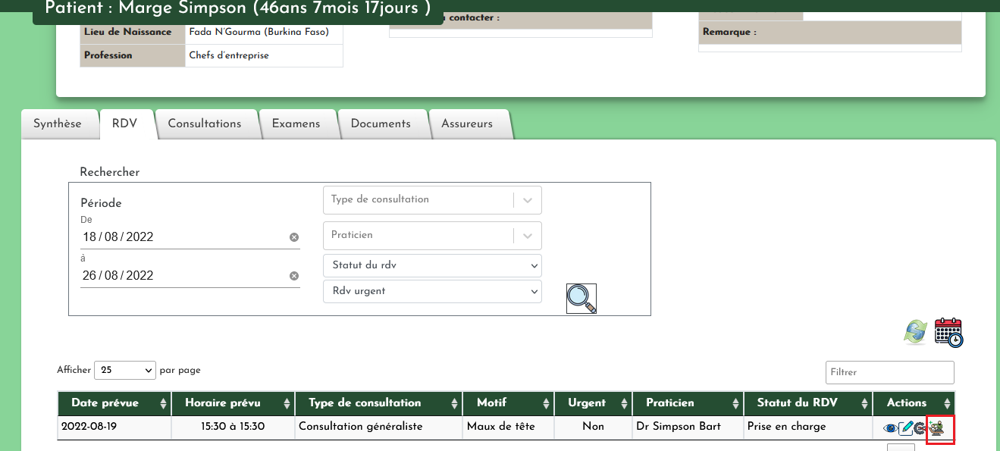 Patient : Marge Simpson (46ans 7mois 17jours )
contacter :
Lieu de Naissance Fada N'Gourma (Burkina Faso)
Remarque :
Profession Chefs d'entreprise
Synthèse RDV Consultations Examens Documents Assureurs
Rechercher
Période
De
18/08/2022
à
26/08/2022
Type de consultation
Praticien
Statut du rdv
Rdv urgent
Afficher 25 par page
Filtrer
Date prévue Horaire prévu Type de consultation Motif Urgent Praticien Statut du RDV Actions
2022-08-19 15:30 à 15:30 Consultation généraliste Maux de tête Non Dr Simpson Bart Prise en charge